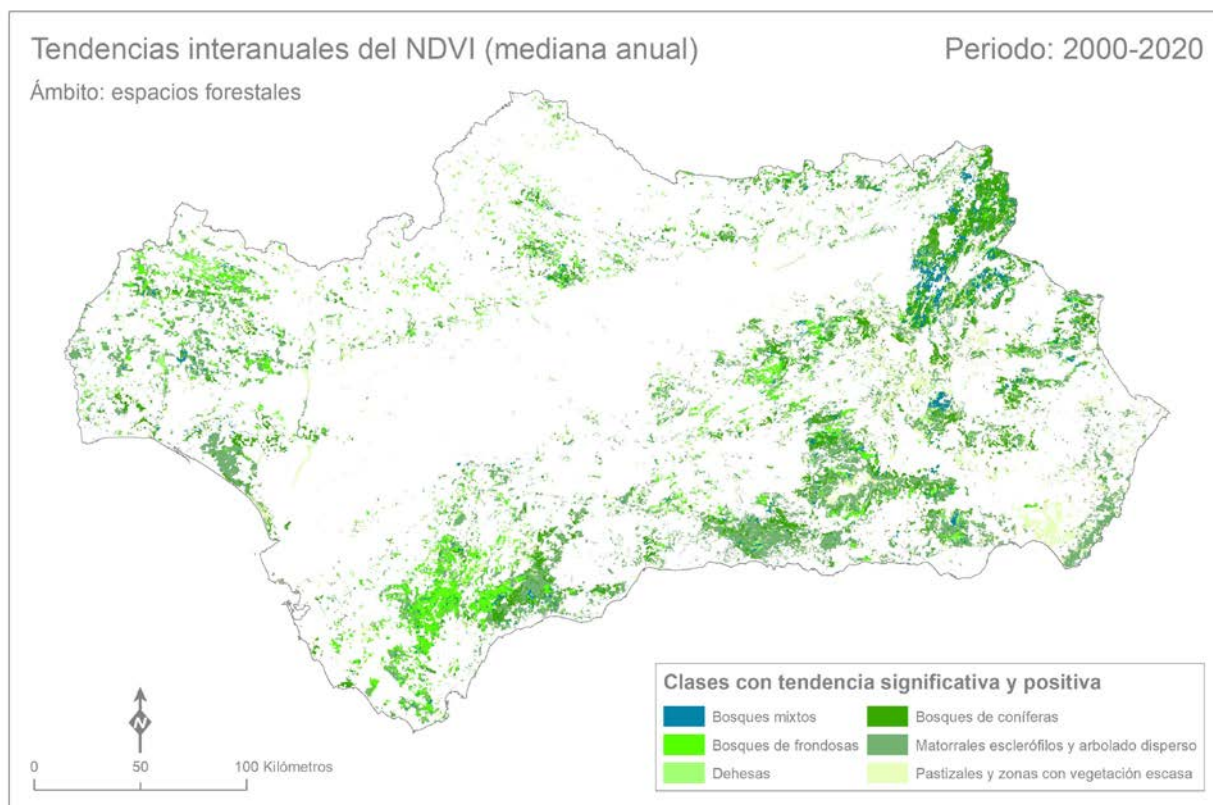 Tendencias interanuales del NDVI (mediana anual)
Periodo: 2000-2020
Ámbito: espacios forestales
Clases con tendencia significativa y positiva
Bosques mixtos
Bosques de coníferas
Bosques de frondosas
Matorrales esclerófilos y arbolado disperso
Dehesas
Pastizales y zonas con vegetación escasa
N
0 50 100 Kilómetros